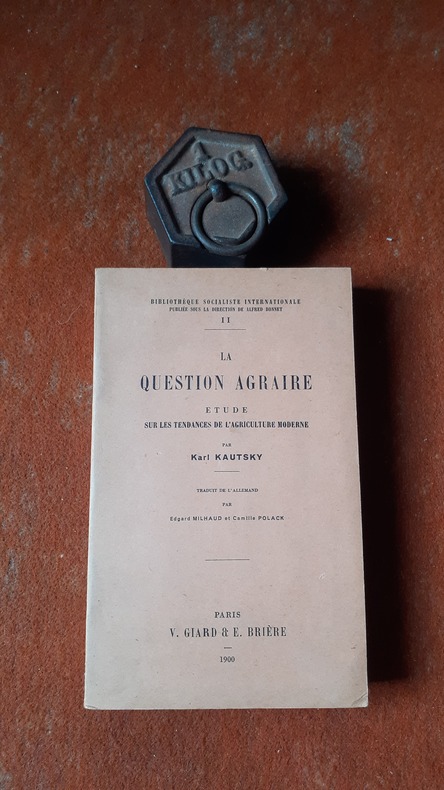 1
KILOG.
BIBLIOTHÈQUE SOCIALISTE INTERNATIONALE
PUBLIÉE SOUS LA DIRECTION DE ALFRED BONNET
II
LA
QUESTION AGRAIRE
ETUDE
SUR LES TENDANCES DE L'AGRICULTURE MODERNE
PAR
Karl KAUTSKY
TRADUIT DE L'ALLEMAND
PAR
Edgard MILHAUD et Camille POLACK
PARIS
V. GIARD & E. BRIÈRE
1900